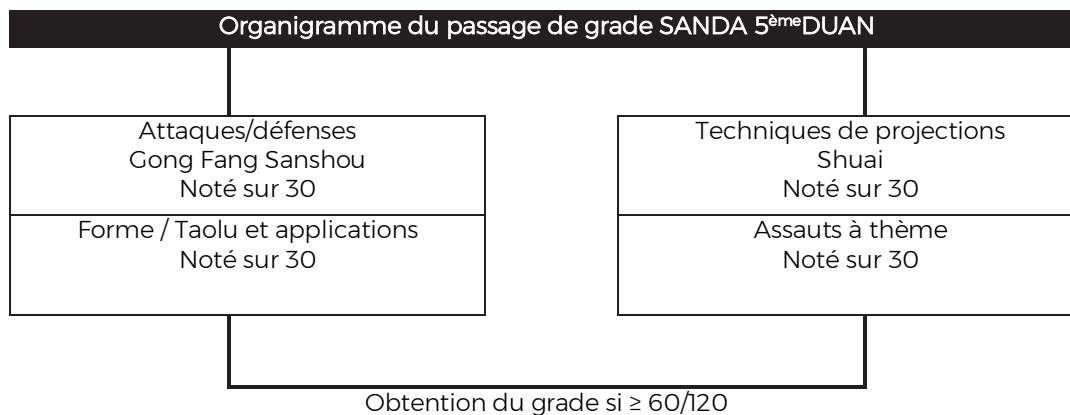 Organigramme du passage de grade SANDA 5èmeDUAN
Attaques/défenses
Gong Fang Sanshou
Noté sur 30
Forme / Taolu et applications
Noté sur 30
Techniques de projections
Shuai
Noté sur 30
Assauts à thème
Noté sur 30
Obtention du grade si ≥ 60/120